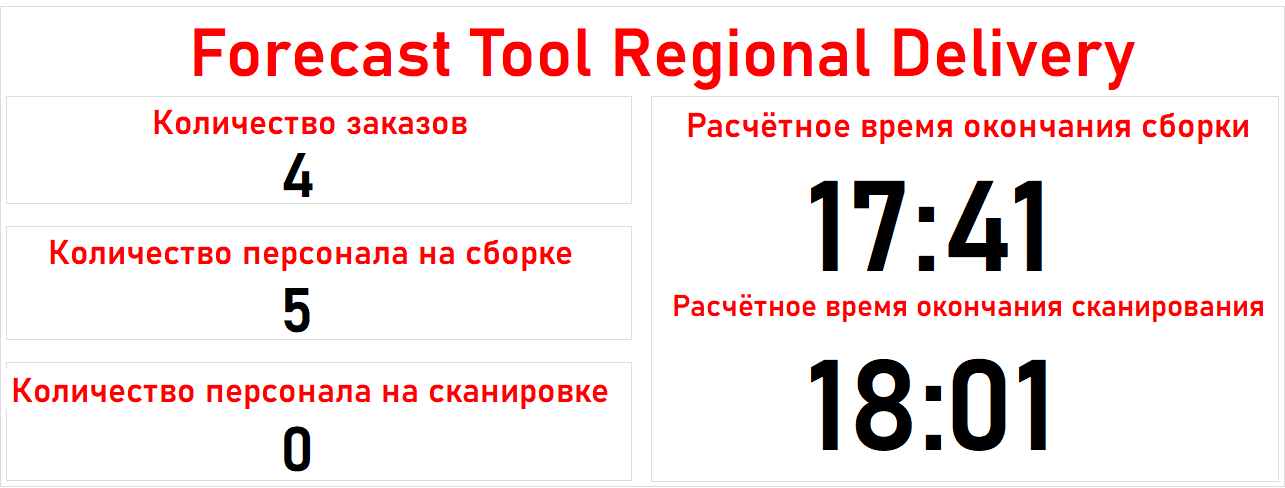 Forecast Tool Regional Delivery
Количество заказов
4
Количество персонала на сборке
5
Количество персонала на сканировке
0
Расчётное время окончания сборки
17:41
Расчётное время окончания сканирования
18:01